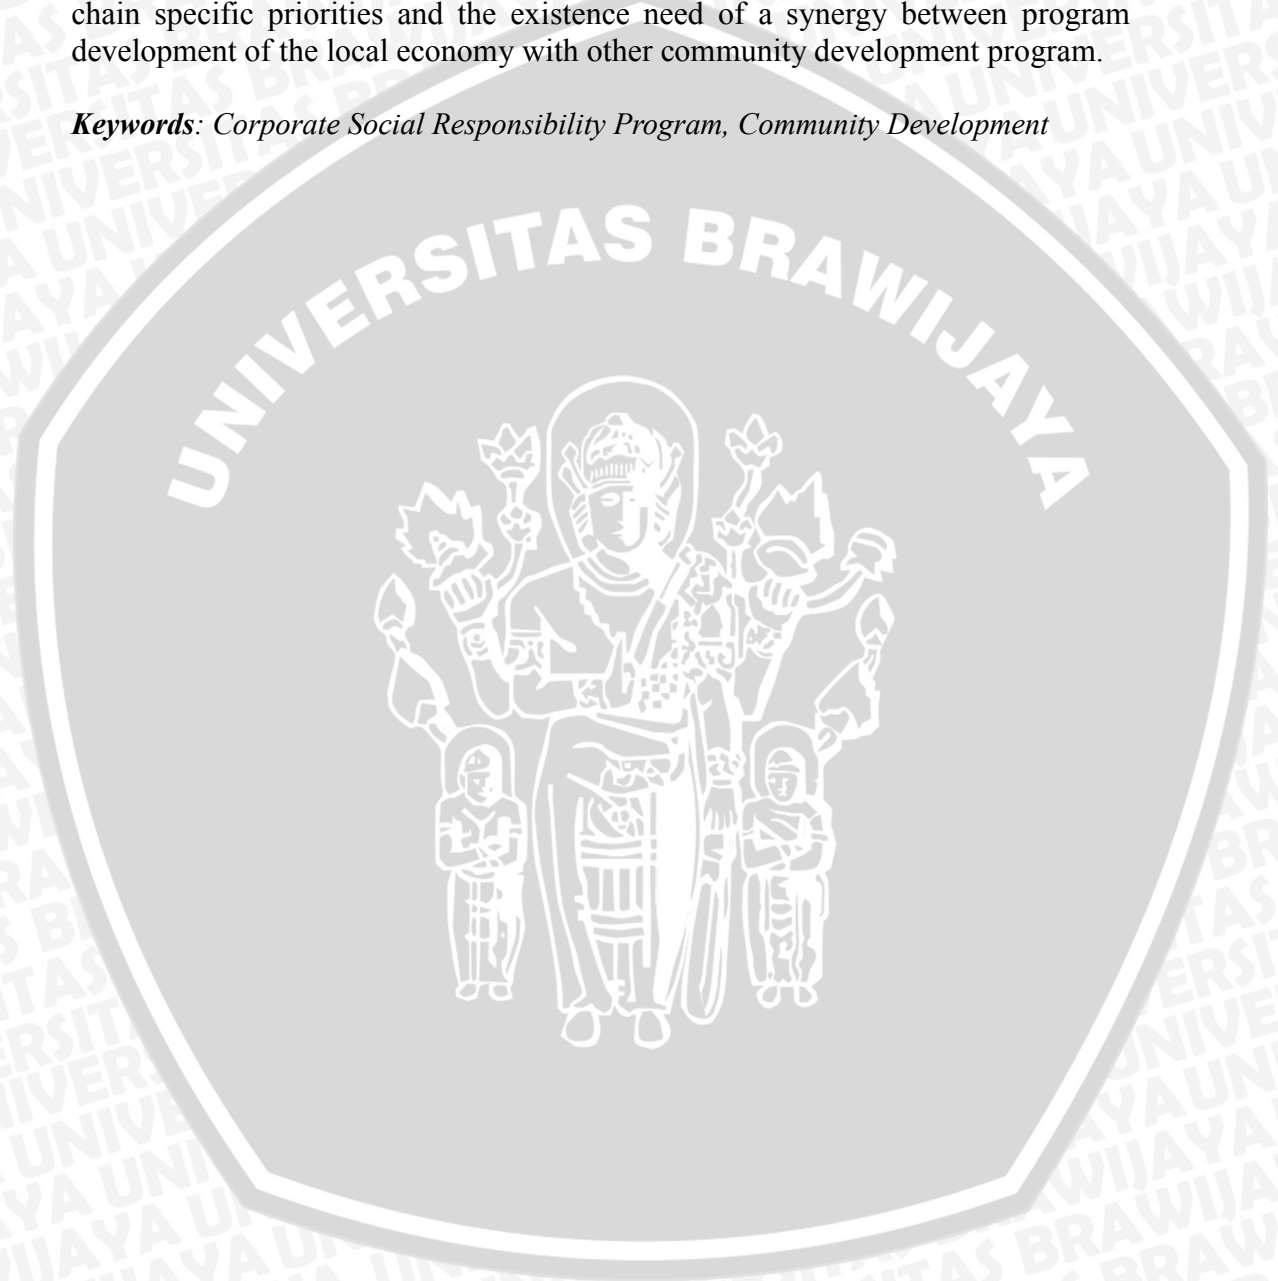 chain specific priorities and the existence need of a synergy between program
development of the local economy with other community development program.
Keywords: Corporate Social Responsibility Program, Community Development
UNIVERSITAS BRAWIJAYA